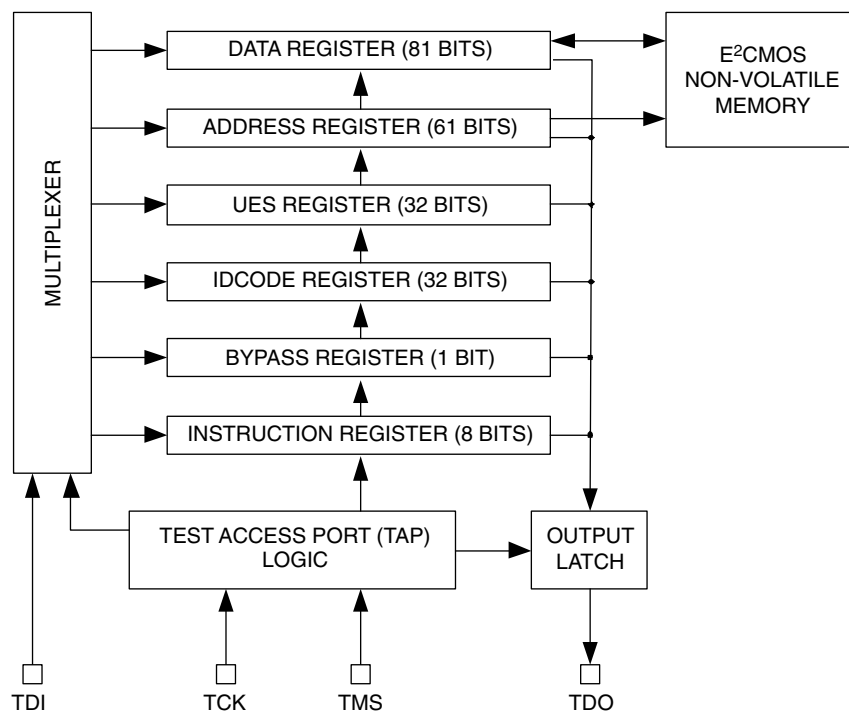 DATA REGISTER (81 BITS)
E²CMOS
NON-VOLATILE
MEMORY
ADDRESS REGISTER (61 BITS)
UES REGISTER (32 BITS)
MULTIPLEXER
IDCODE REGISTER (32 BITS)
BYPASS REGISTER (1 BIT)
INSTRUCTION REGISTER (8 BITS)
TEST ACCESS PORT (TAP)
LOGIC
OUTPUT
LATCH
TDI
TCK
TMS
TDO